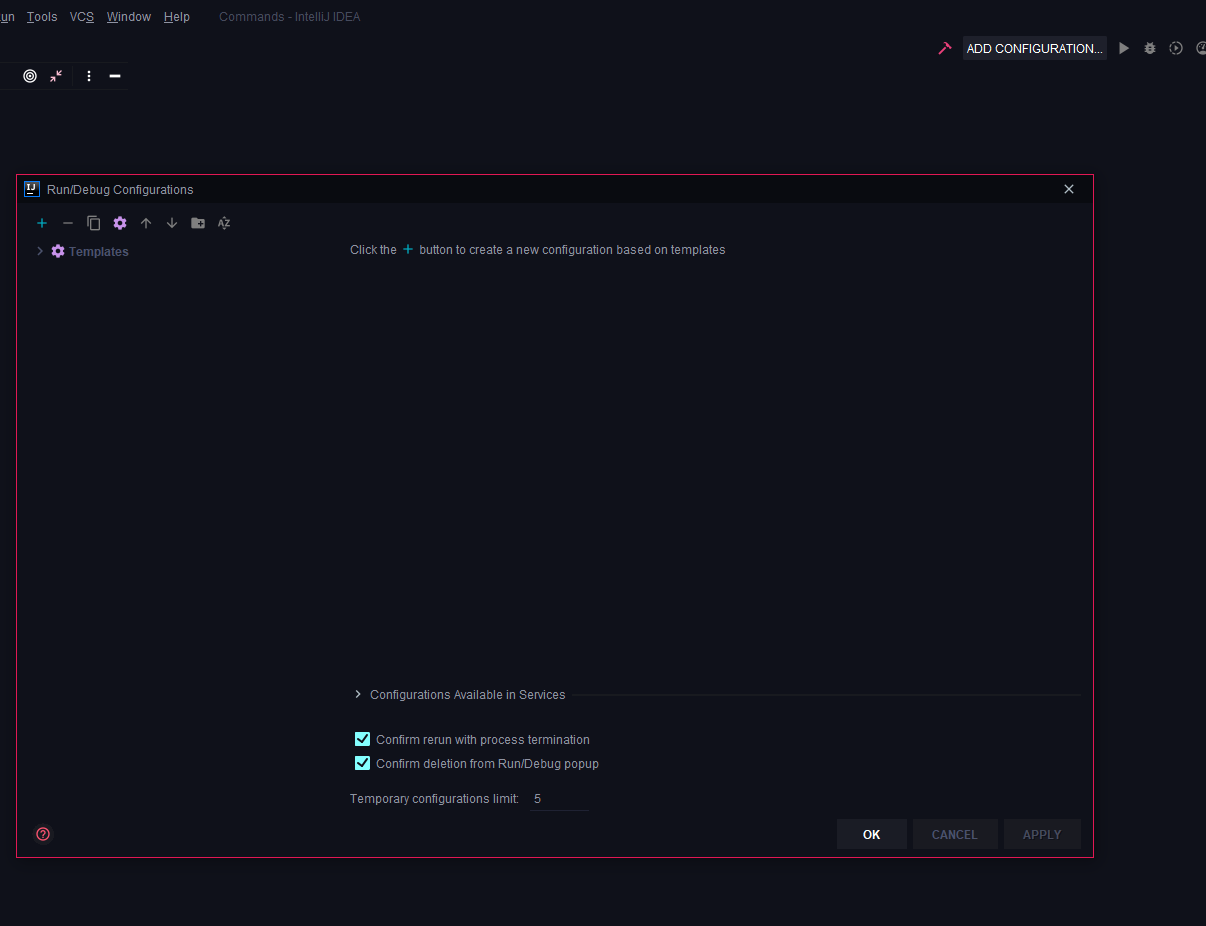 un Tools VCS Window Help Commands - IntelliJ IDEA
ADD CONFIGURATION...
IJ Run/Debug Configurations
AZ
Templates
Click the + button to create a new configuration based on templates
Configurations Available in Services
Confirm rerun with process termination
Confirm deletion from Run/Debug popup
Temporary configurations limit: 5
? OK CANCEL APPLY